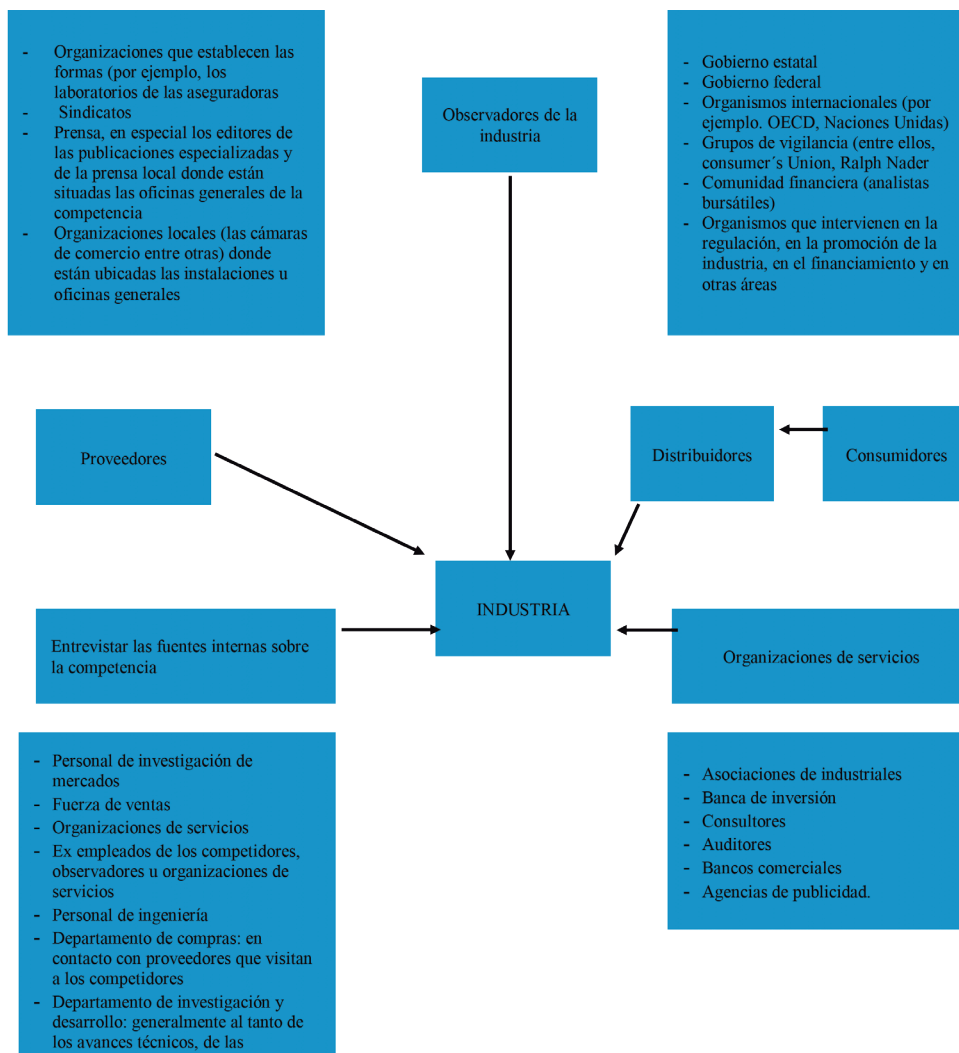 - Organizaciones que establecen las
formas (por ejemplo, los
laboratorios de las aseguradoras
- Sindicatos
- Prensa, en especial los editores de
las publicaciones especializadas y
de la prensa local donde están
situadas las oficinas generales de la
competencia
- Organizaciones locales (las cámaras
de comercio entre otras) donde
están ubicadas las instalaciones u
oficinas generales
Observadores de la
industria
- Gobierno estatal
- Gobierno federal
- Organismos internacionales (por
ejemplo. OECD, Naciones Unidas)
- Grupos de vigilancia (entre ellos,
consumer´s Union, Ralph Nader
- Comunidad financiera (analistas
bursátiles)
- Organismos que intervienen en la
regulación, en la promoción de la
industria, en el financiamiento y en
otras áreas
Proveedores
Distribuidores
Consumidores
INDUSTRIA
Entrevistar las fuentes internas sobre
la competencia
Organizaciones de servicios
- Personal de investigación de
mercados
- Fuerza de ventas
- Organizaciones de servicios
- Ex empleados de los competidores,
observadores u organizaciones de
servicios
- Personal de ingeniería
- Departamento de compras: en
contacto con proveedores que visitan
a los competidores
- Departamento de investigación y
desarrollo: generalmente al tanto de
los avances técnicos, de las
- Asociaciones de industriales
- Banca de inversión
- Consultores
- Auditores
- Bancos comerciales
- Agencias de publicidad.